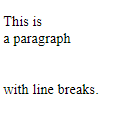 This is
a paragraph
with line breaks.